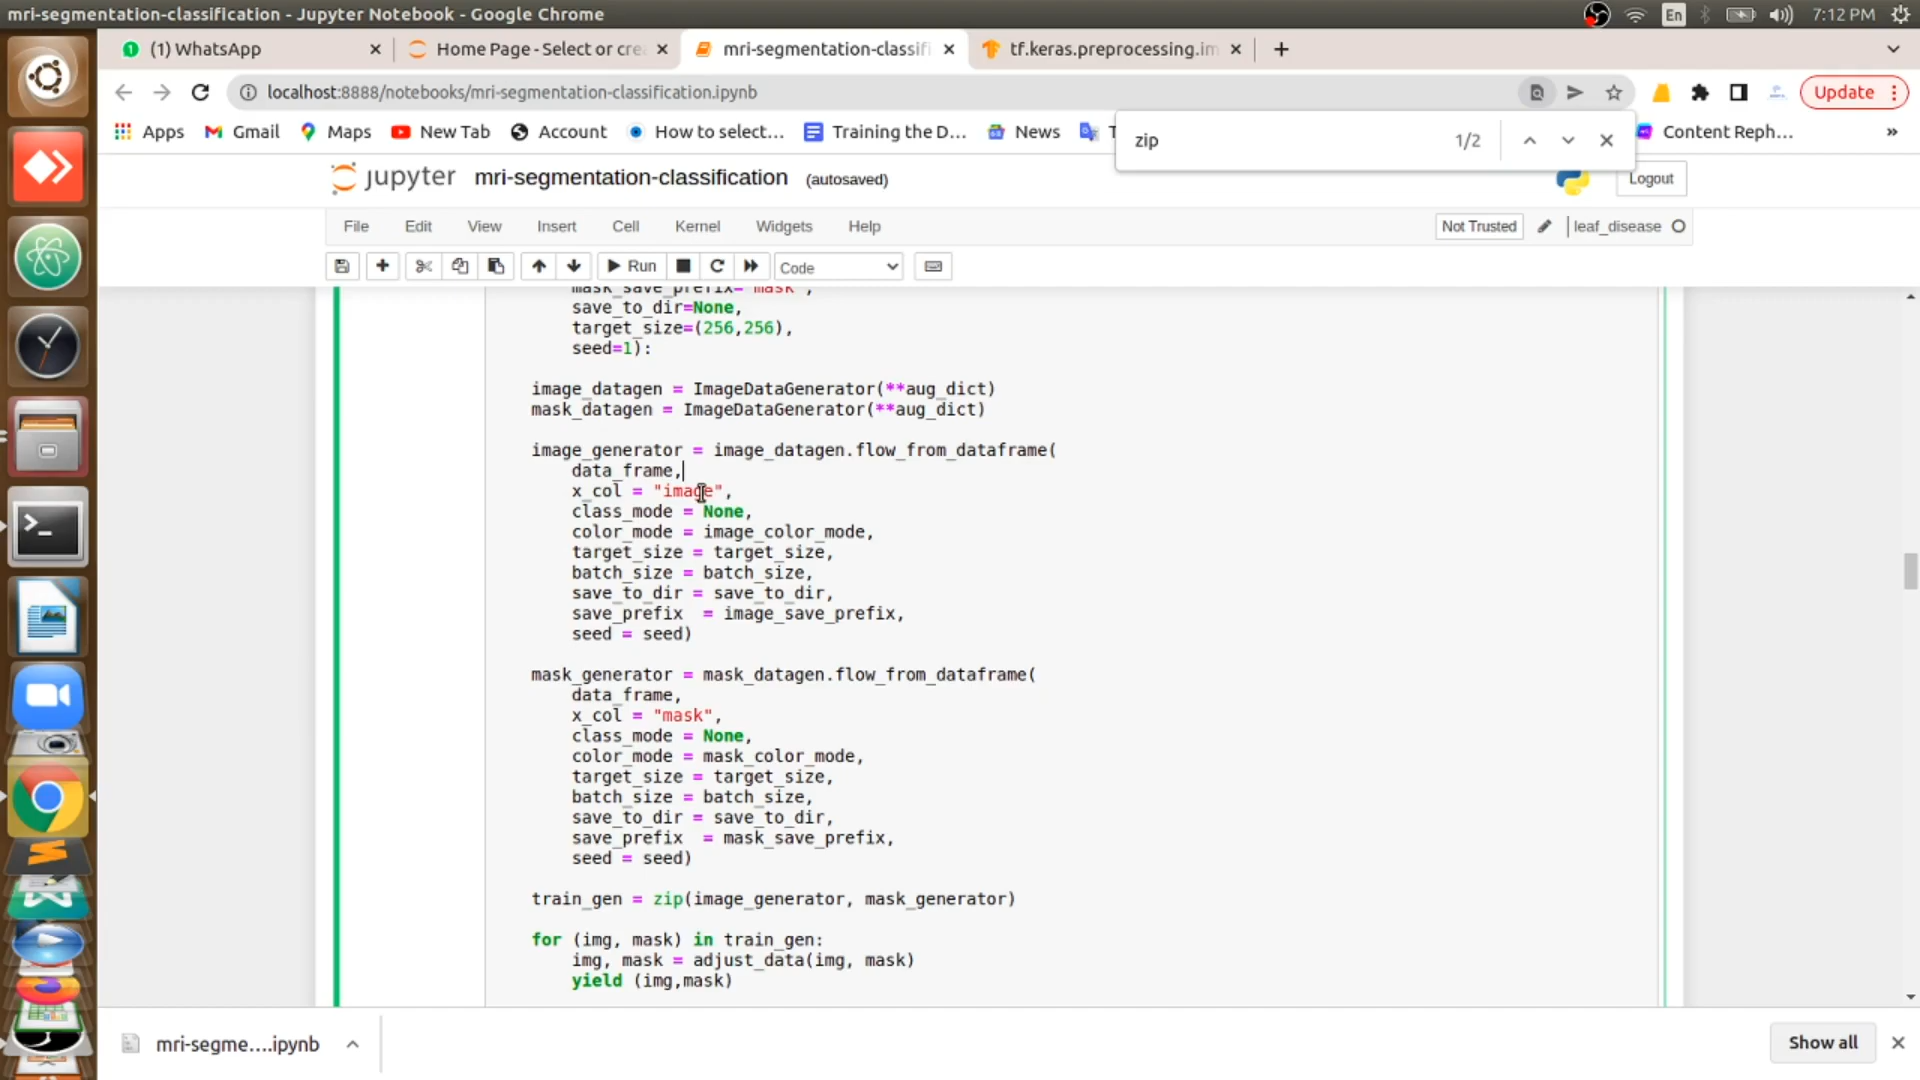 mri-segmentation-classification - Jupyter Notebook - Google Chrome
En
7:12 PM
(1) WhatsApp
Home Page - Select or cre
mri-segmentation-classifi
tf.keras.preprocessing.im
localhost:8888/notebooks/mri-segmentation-classification.ipynb
Update
Apps
Gmail
Maps
New Tab
Account
How to select...
Training the D...
News
Content Reph...
»
zip
1/2
jupyter
mri-segmentation-classification
(autosaved)
Logout
File
Edit
View
Insert
Cell
Kernel
Widgets
Help
Not Trusted
leaf_disease
Run
Code
mask_save_prefix="mask",
save_to_dir=None,
target_size=(256,256),
seed=1):
image_datagen = ImageDataGenerator(**aug_dict)
mask_datagen = ImageDataGenerator(**aug_dict)
image_generator = image_datagen.flow_from_dataframe(
data_frame,
x_col = "image",
class_mode = None,
color_mode = image_color_mode,
target_size = target_size,
batch_size = batch_size,
save_to_dir = save_to_dir,
save_prefix  = image_save_prefix,
seed = seed)
mask_generator = mask_datagen.flow_from_dataframe(
data_frame,
x_col = "mask",
class_mode = None,
color_mode = mask_color_mode,
target_size = target_size,
batch_size = batch_size,
save_to_dir = save_to_dir,
save_prefix  = mask_save_prefix,
seed = seed)
train_gen = zip(image_generator, mask_generator)
for (img, mask) in train_gen:
img, mask = adjust_data(img, mask)
yield (img,mask)
mri-segme....ipynb
Show all